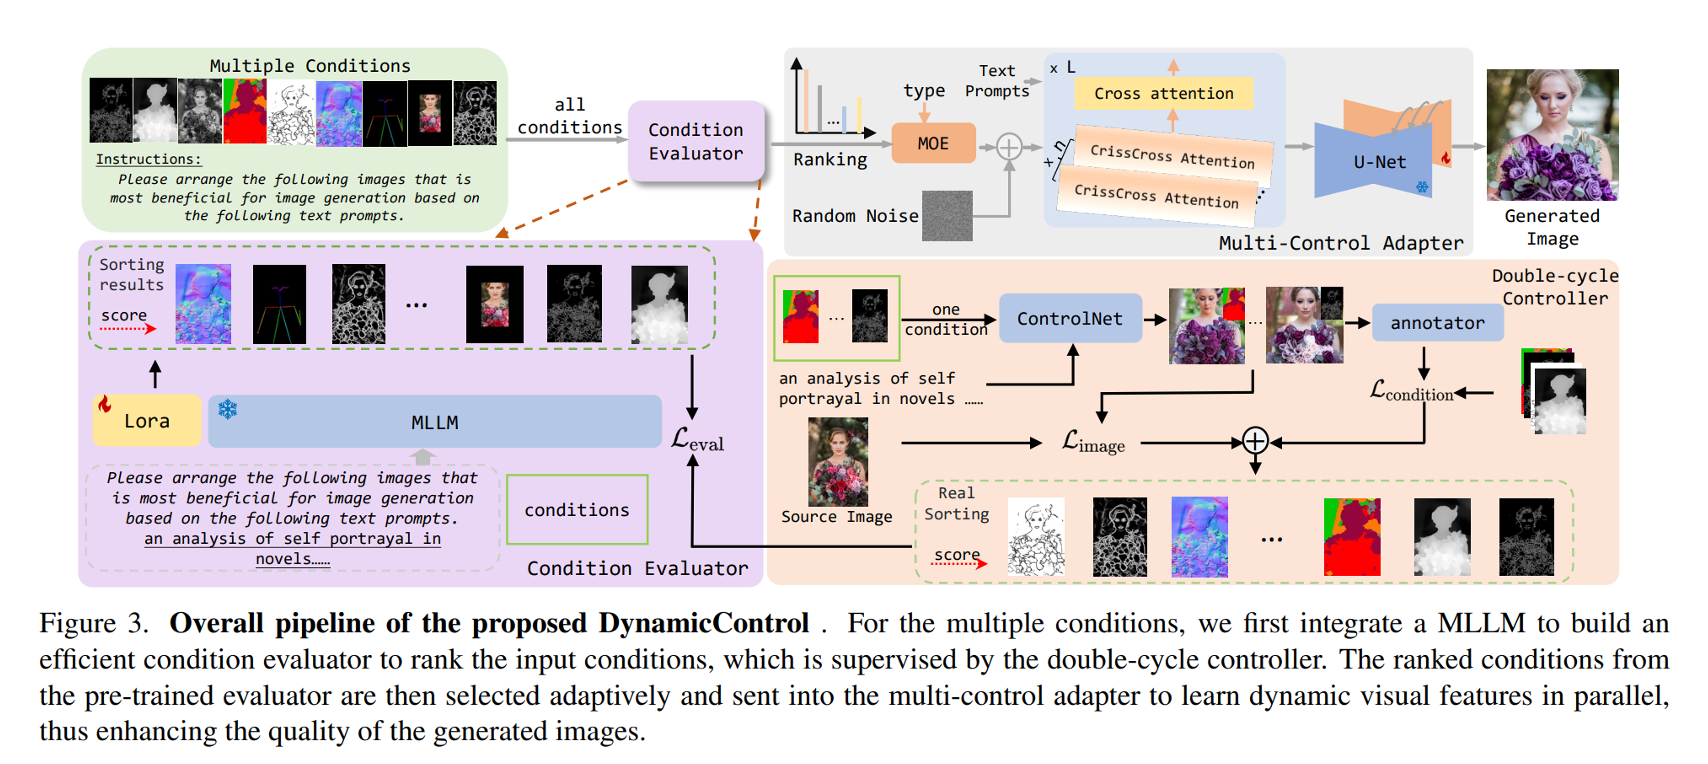 Multiple Conditions
Instructions:
Please arrange the following images that is
most beneficial for image generation based on
the following text prompts.
all
conditions
Condition
Evaluator
Ranking
...
type
MOE
Random Noise
Text
Prompts
x L
Cross attention
x n
CrissCross Attention
CrissCross Attention
...
U-Net
Multi-Control Adapter
Generated
Image
Sorting
results
score
...
Lora
MLLM
Please arrange the following images that
is most beneficial for image generation
based on the following text prompts.
an analysis of self portrayal in
novels……
conditions
ℒeval
Condition Evaluator
Double-cycle
Controller
...
one
condition
ControlNet
...
annotator
an analysis of self
portrayal in novels ……
ℒcondition
ℒimage
Source Image
Real
Sorting
score
...
Figure 3. Overall pipeline of the proposed DynamicControl . For the multiple conditions, we first integrate a MLLM to build an
efficient condition evaluator to rank the input conditions, which is supervised by the double-cycle controller. The ranked conditions from
the pre-trained evaluator are then selected adaptively and sent into the multi-control adapter to learn dynamic visual features in parallel,
thus enhancing the quality of the generated images.